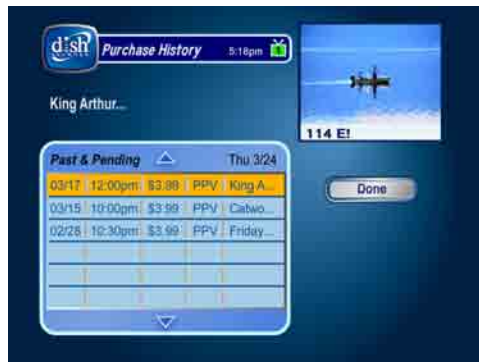 dish
NETWORK
Purchase History 5:18pm 1
King Arthur...
114 E!
Past & Pending Thu 3/24
03/17 12:00pm $3.99 PPV King A...
03/15 10:00pm $3.99 PPV Catwo...
02/28 10:30pm $3.99 PPV Friday...
Done